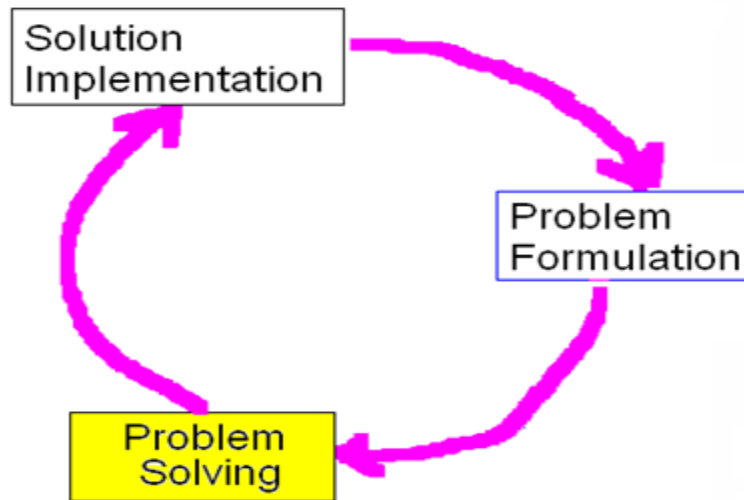 Solution
Implementation
Problem
Formulation
Problem
Solving